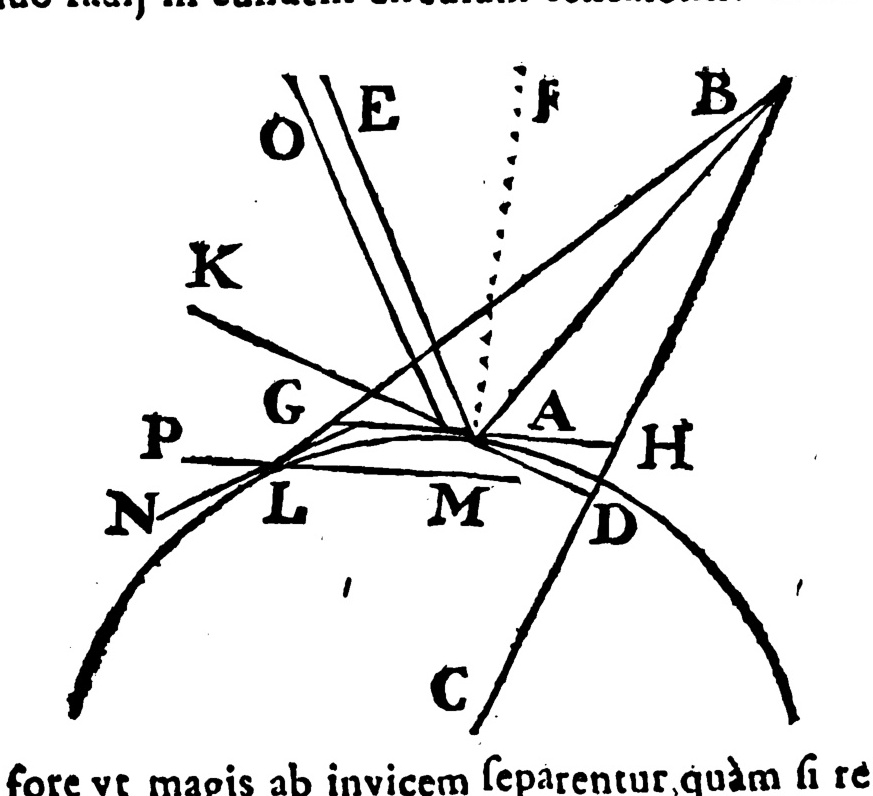 O E F B
K
G A
P H
N L M D
C
fore vt magis ab invicem ſeparentur, quàm ſi re